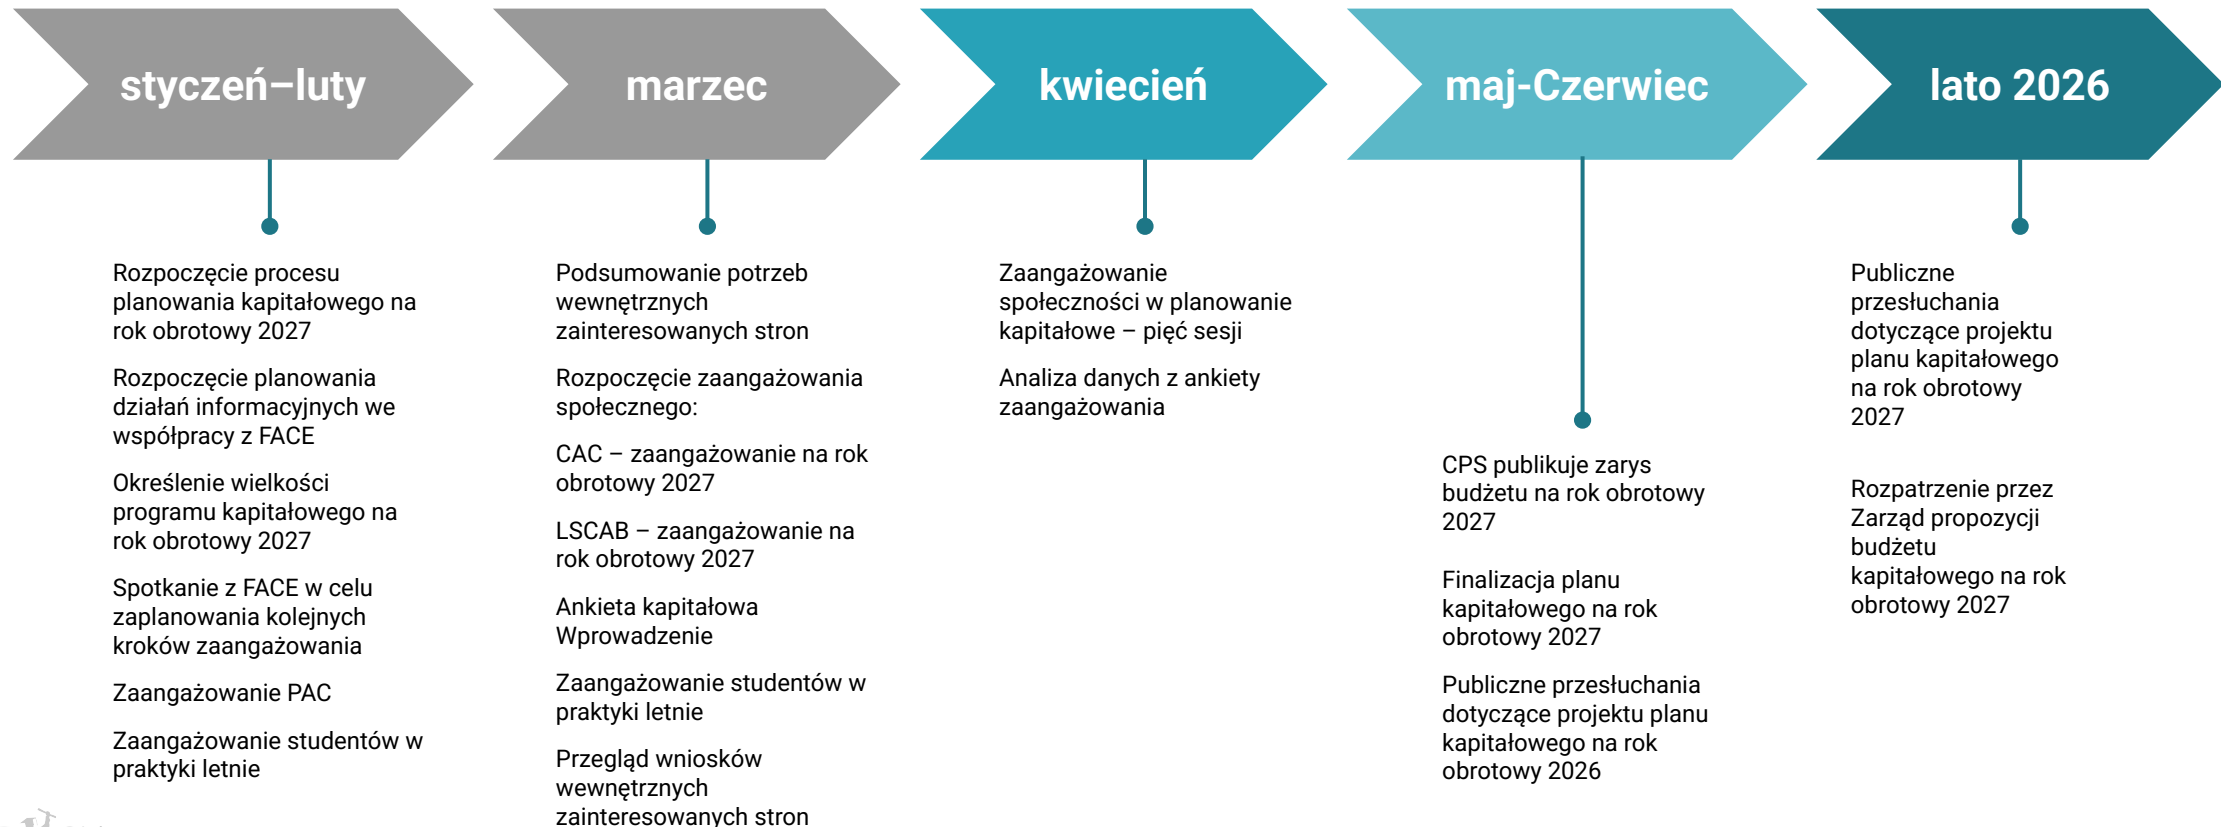 styczeń–luty
marzec
kwiecień
maj-Czerwiec
lato 2026
Rozpoczęcie procesu
planowania kapitałowego na
rok obrotowy 2027
Rozpoczęcie planowania
działań informacyjnych we
współpracy z FACE
Określenie wielkości
programu kapitałowego na
rok obrotowy 2027
Spotkanie z FACE w celu
zaplanowania kolejnych
kroków zaangażowania
Zaangażowanie PAC
Zaangażowanie studentów w
praktyki letnie
Podsumowanie potrzeb
wewnętrznych
zainteresowanych stron
Rozpoczęcie zaangażowania
społecznego:
CAC – zaangażowanie na rok
obrotowy 2027
LSCAB – zaangażowanie na
rok obrotowy 2027
Ankieta kapitałowa
Wprowadzenie
Zaangażowanie studentów w
praktyki letnie
Przegląd wniosków
wewnętrznych
zainteresowanych stron
Zaangażowanie
społeczności w planowanie
kapitałowe – pięć sesji
Analiza danych z ankiety
zaangażowania
CPS publikuje zarys
budżetu na rok obrotowy
2027
Finalizacja planu
kapitałowego na rok
obrotowy 2027
Publiczne przesłuchania
dotyczące projektu planu
kapitałowego na rok
obrotowy 2026
Publiczne
przesłuchania
dotyczące projektu
planu kapitałowego
na rok obrotowy
2027
Rozpatrzenie przez
Zarząd propozycji
budżetu
kapitałowego na rok
obrotowy 2027